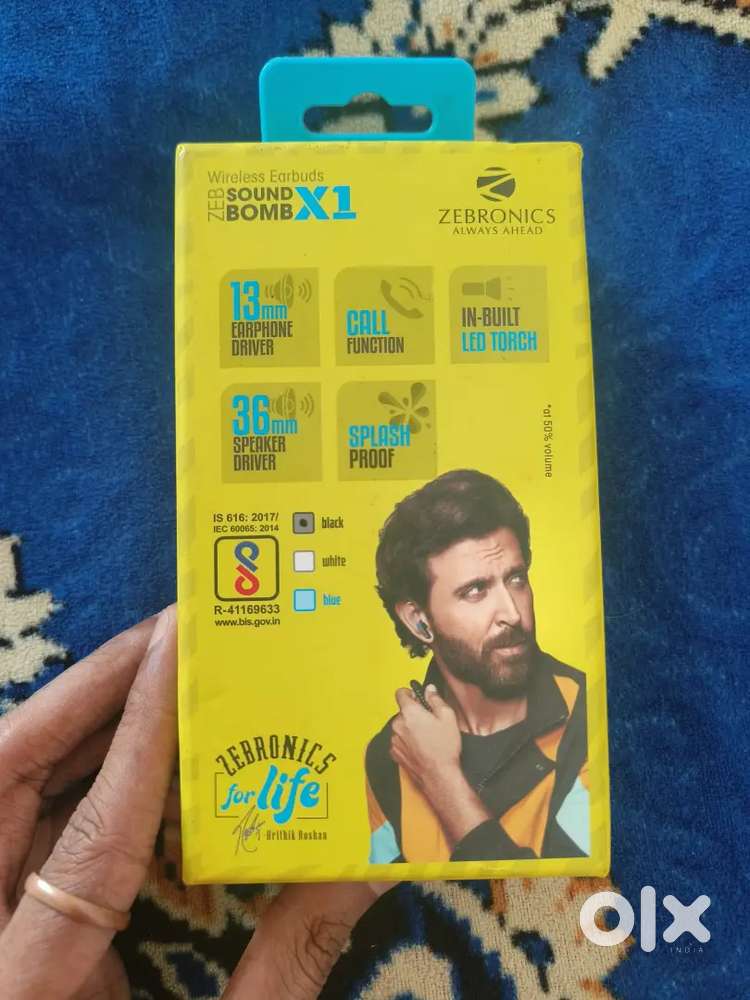 Wireless Earbuds
ZEB SOUND BOMB X1
ZEBRONICS
ALWAYS AHEAD
13mm
EARPHONE
DRIVER
CALL
FUNCTION
IN-BUILT
LED TORCH
36mm
SPEAKER
DRIVER
SPLASH
PROOF
*at 50% volume
IS 616: 2017/
IEC 60065: 2014
R-41169633
www.bis.gov.in
black
white
blue
ZEBRONICS
for life
-Hrithik Roshan
olx
INDIA